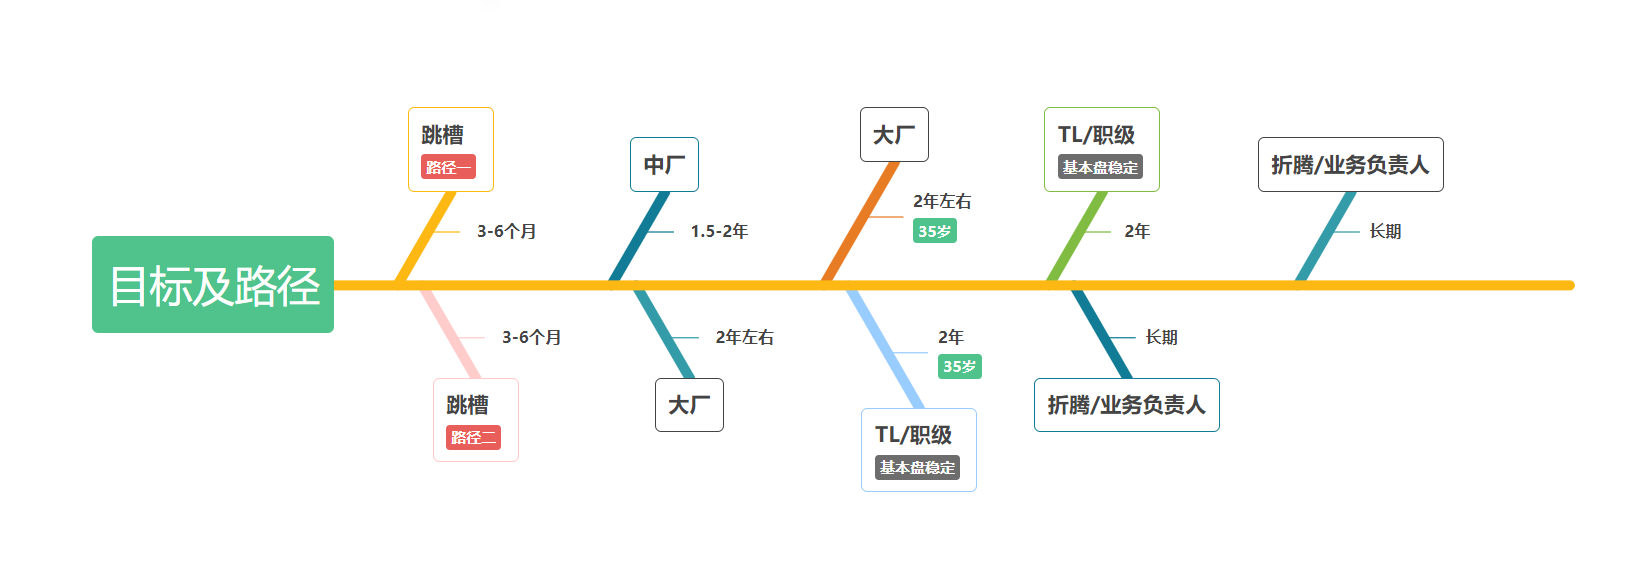 目标及路径
跳槽
路径一
3-6个月
中厂
1.5-2年
大厂
2年左右
35岁
TL/职级
基本盘稳定
2年
折腾/业务负责人
长期
跳槽
路径二
3-6个月
大厂
2年左右
TL/职级
基本盘稳定
2年
35岁
折腾/业务负责人
长期